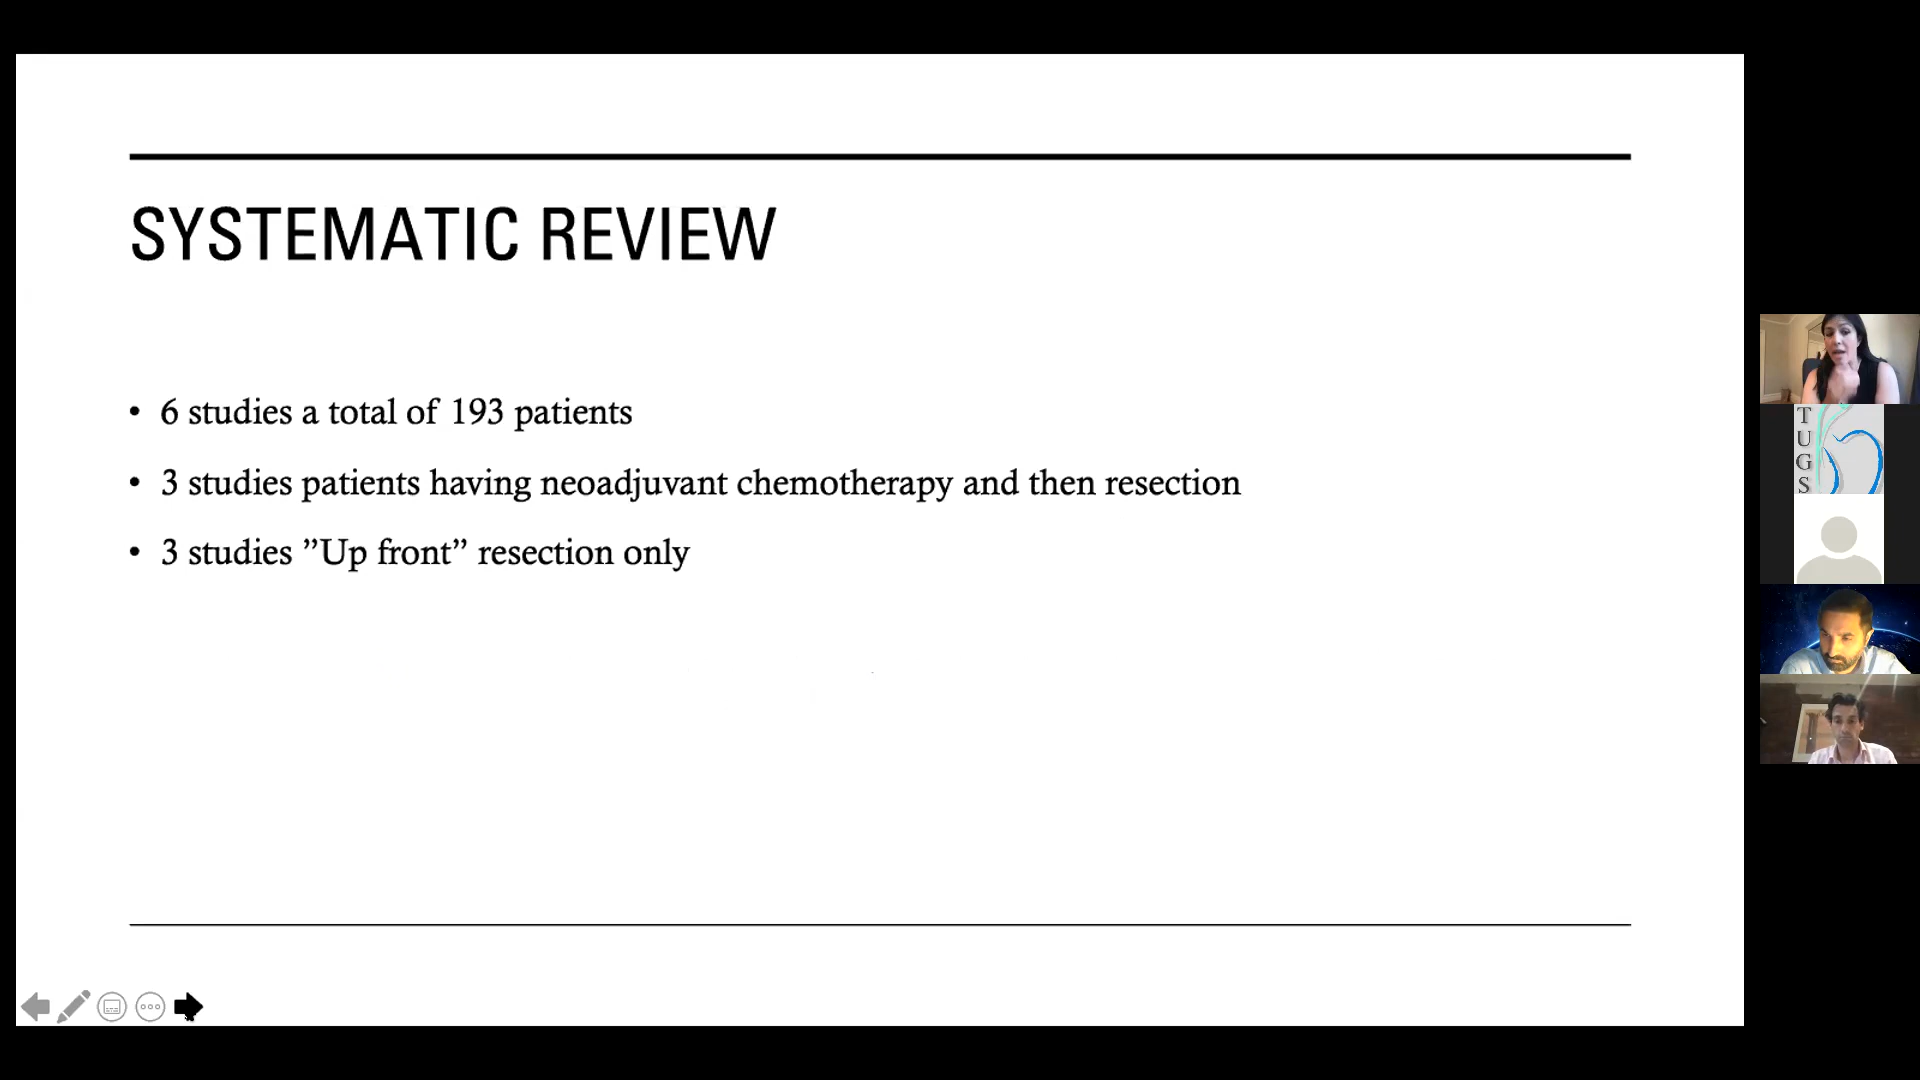 SYSTEMATIC REVIEW
• 6 studies a total of 193 patients
• 3 studies patients having neoadjuvant chemotherapy and then resection
• 3 studies ”Up front” resection only
T
U
G
S